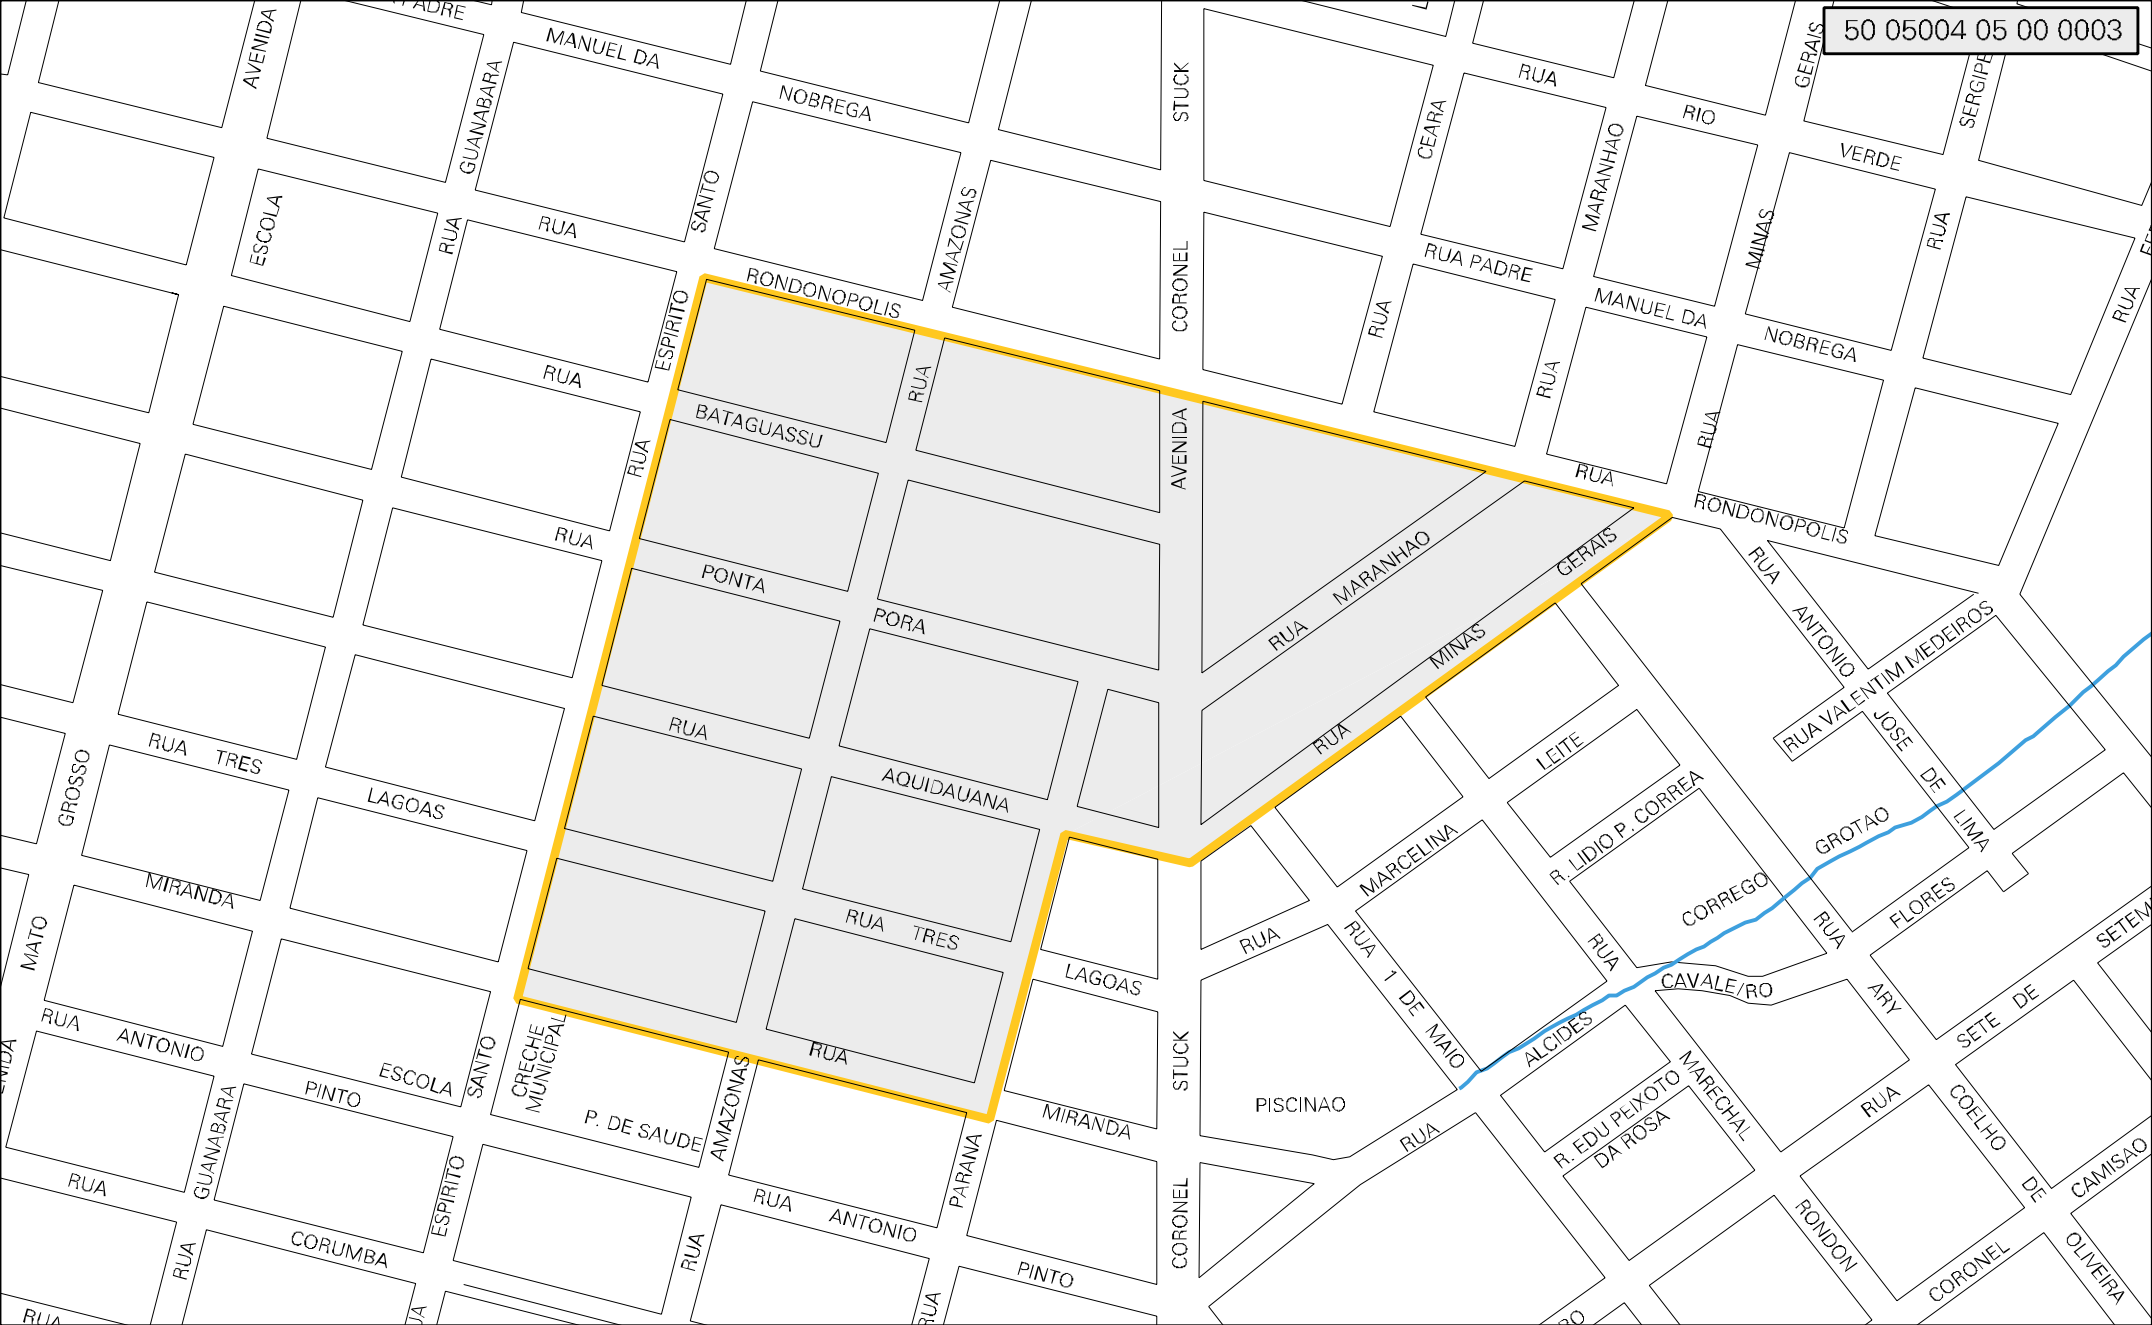 50 05004 05 00 0003
PADRE
AVENIDA
MANUEL DA
NOBREGA
GUANABARA
STUCK
RUA
CEARA
RIO
GERAIS
SERGIPE
VERDE
MARANHAO
SANTO
AMAZONAS
ESCOLA
RUA
RUA
CORONEL
RUA PADRE
MINAS
RUA
MANUEL DA
NOBREGA
RUA
RONDONOPOLIS
ESPIRITO
RUA
RUA
RUA
RUA
AVENIDA
RUA
BATAGUASSU
RUA
RUA
RUA
RONDONOPOLIS
RUA
PONTA
PORA
RUA
MARANHAO
MINAS
GERAIS
RUA
RUA
ANTONIO
JOSE
DE
LIMA
RUA VALENTIM MEDEIROS
RUA
AQUIDAUANA
RUA
TRES
LAGOAS
GROSSO
MATO
MIRANDA
LEITE
R. LIDIO P. CORREA
MARCELINA
RUA
GROTAO
CORREGO
RUA
FLORES
SETEM
RUA
TRES
LAGOAS
RUA 1 DE MAIO
RUA
CAVALE/RO
ARY
SETE DE
RUA
ANTONIO
PINTO
ESCOLA
SANTO
CRECHE
MUNICIPAL
P. DE SAUDE
AMAZONAS
RUA
MIRANDA
STUCK
PISCINAO
ALCIDES
RUA
R. EDU PEIXOTO
DA ROSA
MARECHAL
RUA
COELHO
DE
CAMISAO
GUANABARA
RUA
ESPIRITO
PARANA
RUA
ANTONIO
PINTO
CORONEL
RONDON
CORONEL
OLIVEIRA
RUA
CORUMBA
RUA
RUA
RUA